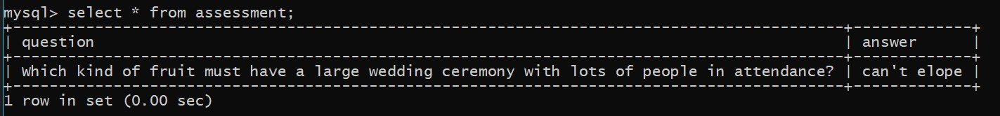 mysql> select * from assessment;
+-------------------------------------------------------------------------------------------+-------------+
| question                                                                                  | answer      |
+-------------------------------------------------------------------------------------------+-------------+
| Which kind of fruit must have a large wedding ceremony with lots of people in attendance? | can't elope |
+-------------------------------------------------------------------------------------------+-------------+
1 row in set (0.00 sec)